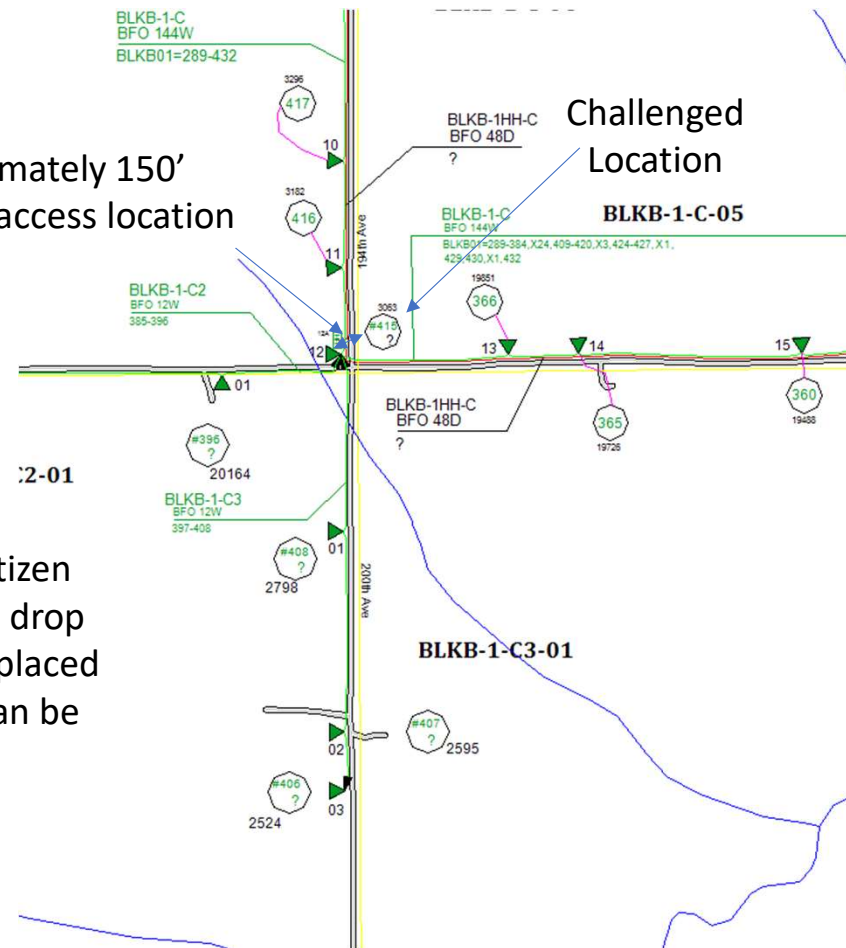 BLKB-1-C
BFO 144W
BLKB01=289-432
3296
417
10
BLKB-1HH-C
BFO 48D
?
Challenged
Location
mately 150’
access location
3182
416
11
194th Ave
BLKB-1-C
BFO 144W
BLKB01=289-384,X24,409-420,X3,424-427,X1,
429,430,X1,432
BLKB-1-C-05
BLKB-1-C2
BFO 12W
385-396
19851
366
3063
#415
?
12A
12
13
14
15
01
BLKB-1HH-C
BFO 48D
?
365
19726
360
19488
#396
?
20164
C2-01
BLKB-1-C3
BFO 12W
397-408
01
#408
?
2798
200th Ave
tizen
drop
placed
an be
BLKB-1-C3-01
#407
?
2595
02
#406
?
2524
03